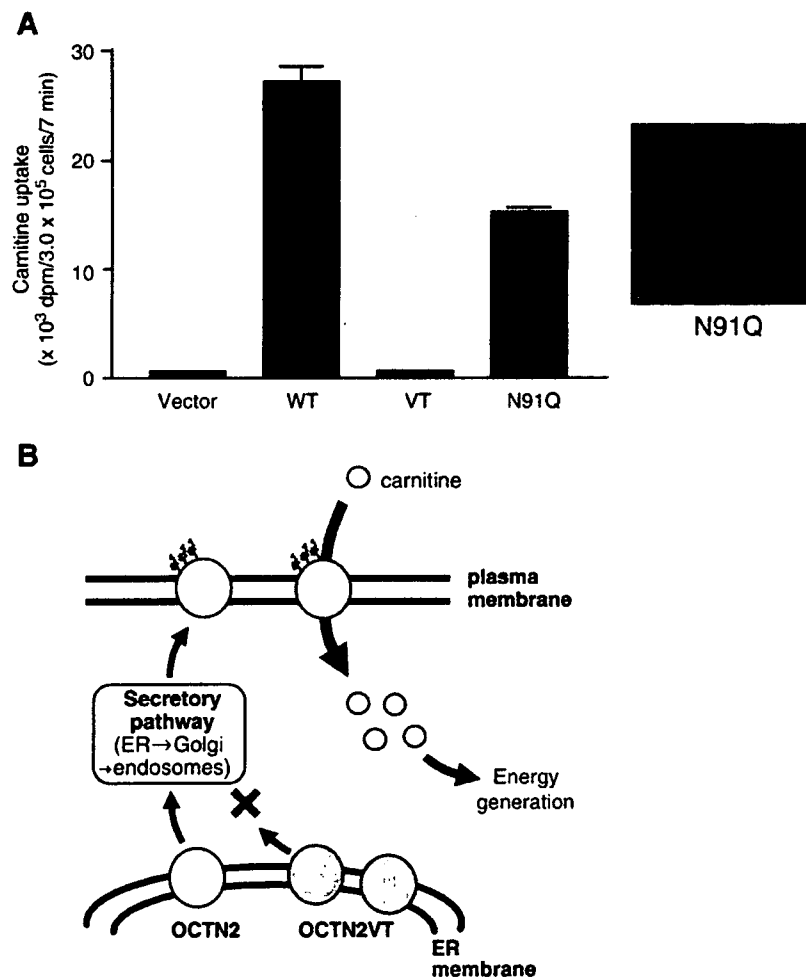 A
30
20
10
0
Carnitine uptake
(x 10³ dpm/3.0 x 10⁵ cells/7 min)
Vector
WT
VT
N91Q
N91Q
B
carnitine
plasma
membrane
Secretory
pathway
(ER→Golgi
→endosomes)
Energy
generation
OCTN2
OCTN2VT
ER
membrane